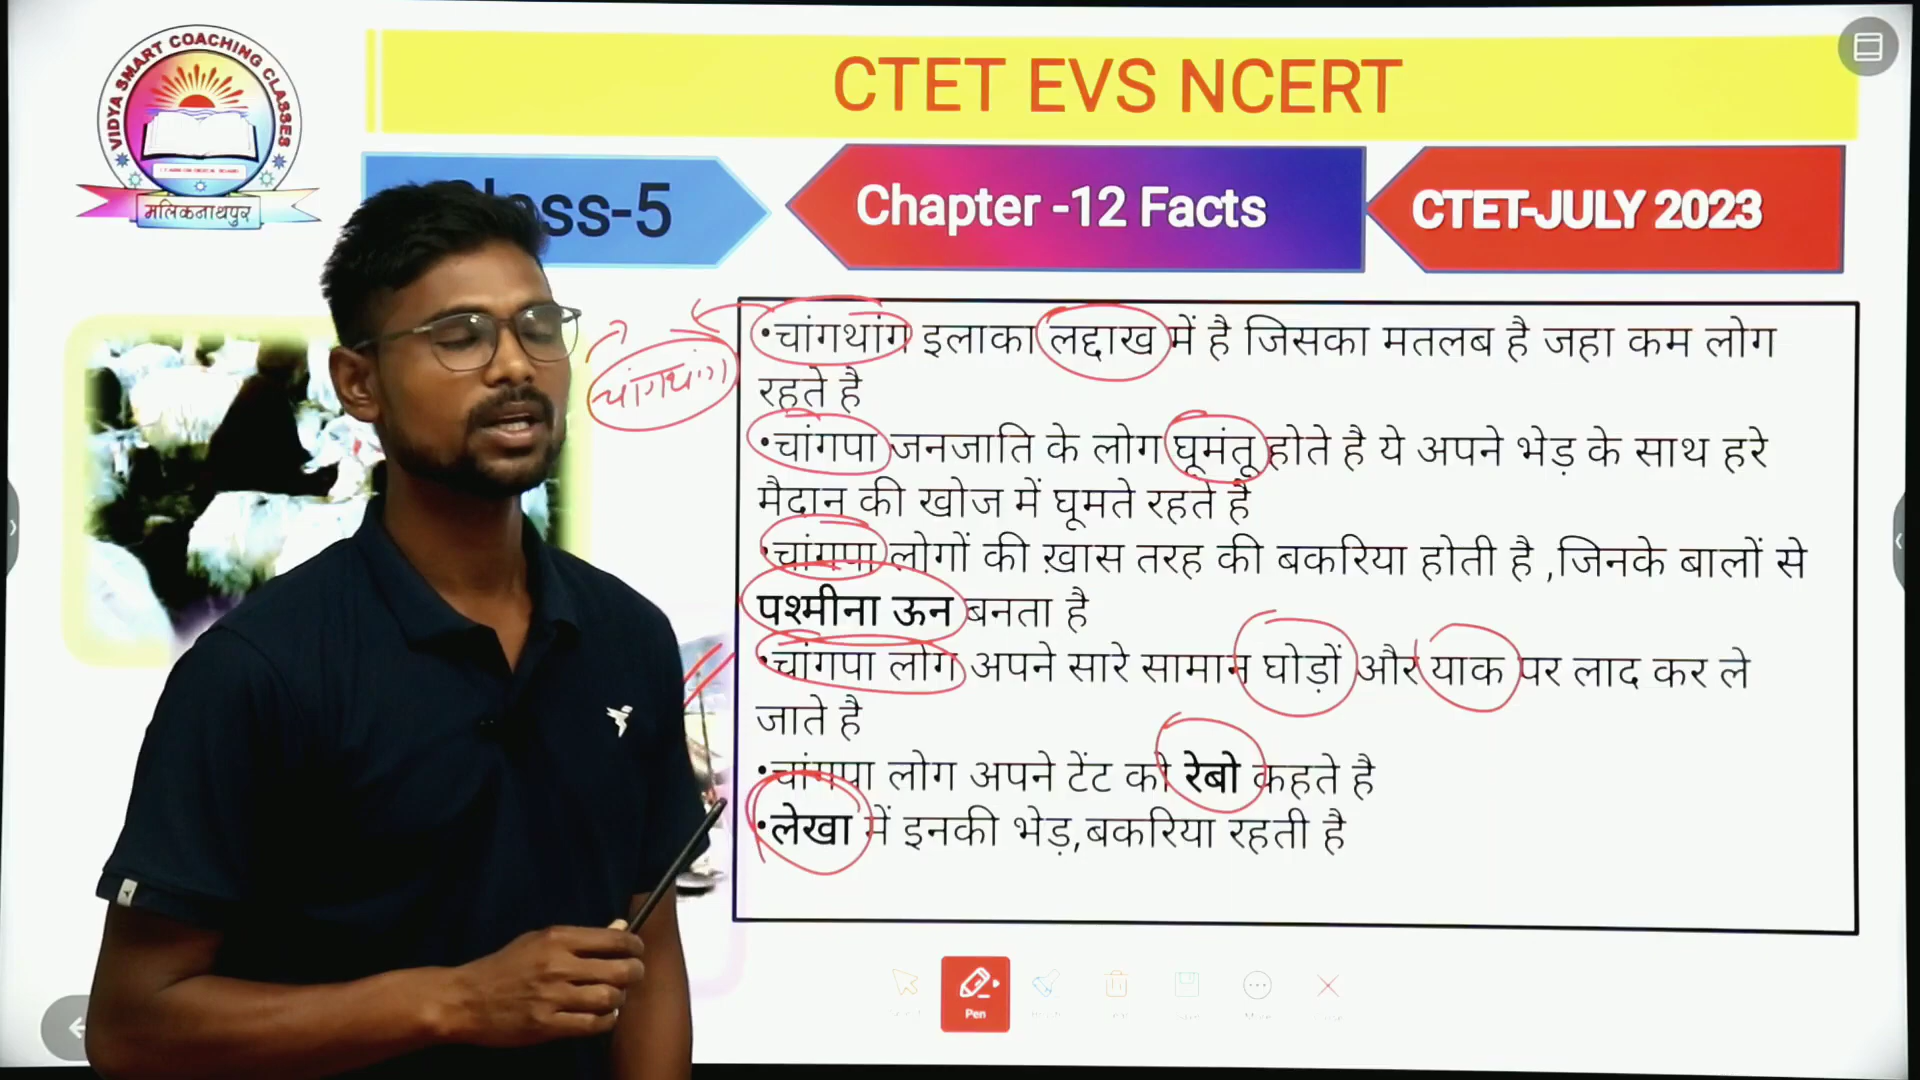 VIDYA SMART COACHING CLASSES
मलिकनाथपुर
CTET EVS NCERT
ss-5
Chapter -12 Facts
CTET-JULY 2023
•चांगथांग इलाका लद्दाख में है जिसका मतलब है जहा कम लोग
रहते है
चांगथांग
•चांगपा जनजाति के लोग घूमंतू होते है ये अपने भेड़ के साथ हरे
मैदान की खोज में घूमते रहते है
•चांगपा लोगों की ख़ास तरह की बकरिया होती है ,जिनके बालों से
पश्मीना ऊन बनता है
•चांगपा लोग अपने सारे सामान घोड़ों और याक पर लाद कर ले
जाते है
•चांगपा लोग अपने टेंट को रेबो कहते है
•लेखा में इनकी भेड़,बकरिया रहती है
Pen